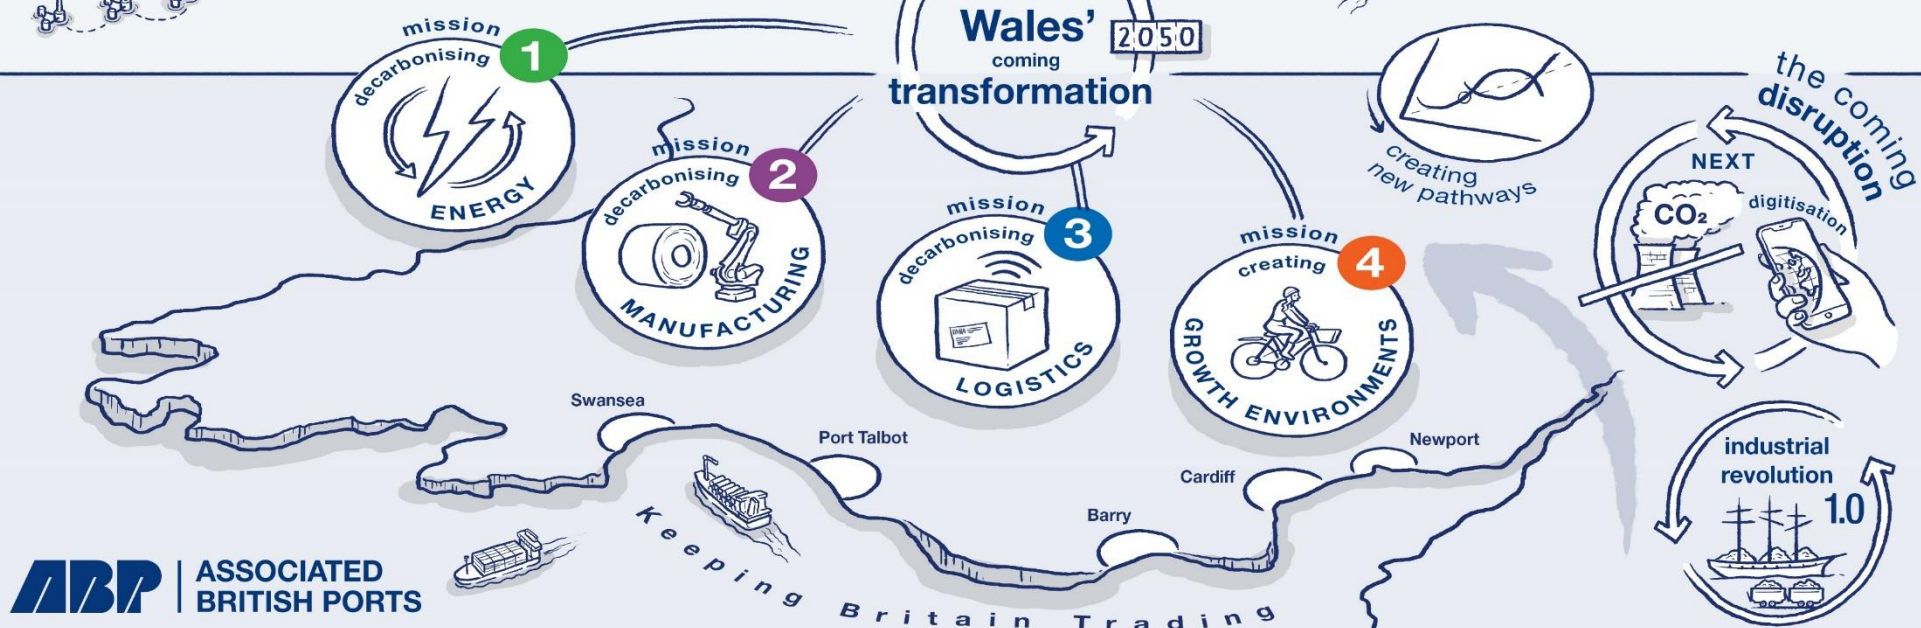 Wales'
2050
coming
transformation
mission
1
decarbonising
ENERGY
mission
2
decarbonising
MANUFACTURING
mission
3
decarbonising
LOGISTICS
mission
4
creating
GROWTH ENVIRONMENTS
creating
new pathways
the coming
disruption
NEXT
CO₂
digitisation
industrial
revolution
1.0
Swansea
Port Talbot
Barry
Cardiff
Newport
Keeping Britain Trading
ABP
ASSOCIATED
BRITISH PORTS